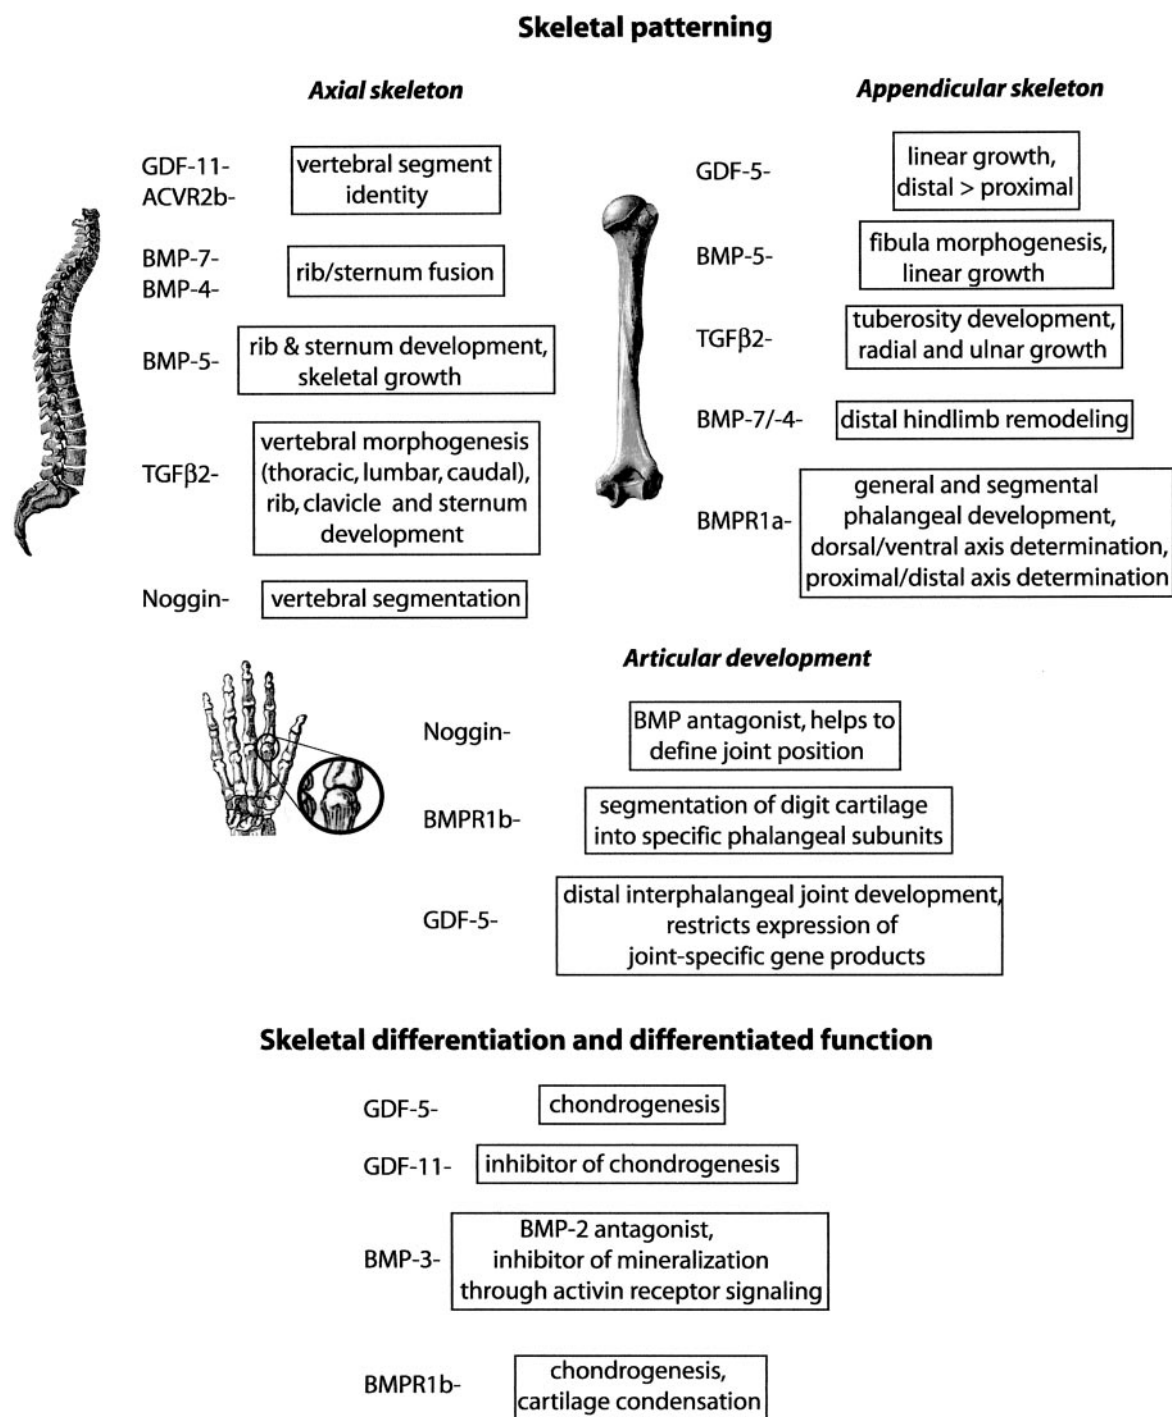 Skeletal patterning
Axial skeleton
GDF-11-
ACVR2b-
vertebral segment
identity
BMP-7-
BMP-4-
rib/sternum fusion
BMP-5-
rib & sternum development,
skeletal growth
TGFβ2-
vertebral morphogenesis
(thoracic, lumbar, caudal),
rib, clavicle and sternum
development
Noggin-
vertebral segmentation
Appendicular skeleton
GDF-5-
linear growth,
distal > proximal
BMP-5-
fibula morphogenesis,
linear growth
TGFβ2-
tuberosity development,
radial and ulnar growth
BMP-7/-4-
distal hindlimb remodeling
BMPR1a-
general and segmental
phalangeal development,
dorsal/ventral axis determination,
proximal/distal axis determination
Articular development
Noggin-
BMP antagonist, helps to
define joint position
BMPR1b-
segmentation of digit cartilage
into specific phalangeal subunits
GDF-5-
distal interphalangeal joint development,
restricts expression of
joint-specific gene products
Skeletal differentiation and differentiated function
GDF-5-
chondrogenesis
GDF-11-
inhibitor of chondrogenesis
BMP-3-
BMP-2 antagonist,
inhibitor of mineralization
through activin receptor signaling
BMPR1b-
chondrogenesis,
cartilage condensation